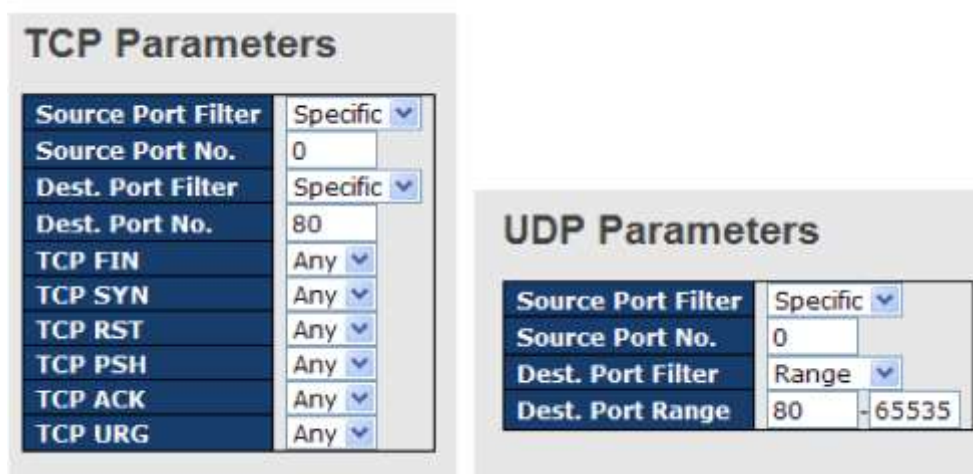 TCP Parameters
Source Port Filter Specific
Source Port No. 0
Dest. Port Filter Specific
Dest. Port No. 80
TCP FIN Any
TCP SYN Any
TCP RST Any
TCP PSH Any
TCP ACK Any
TCP URG Any
UDP Parameters
Source Port Filter Specific
Source Port No. 0
Dest. Port Filter Range
Dest. Port Range 80 - 65535